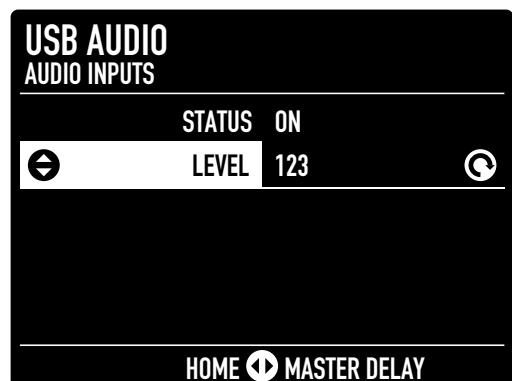 USB AUDIO
AUDIO INPUTS
STATUS ON
LEVEL 123
HOME MASTER DELAY